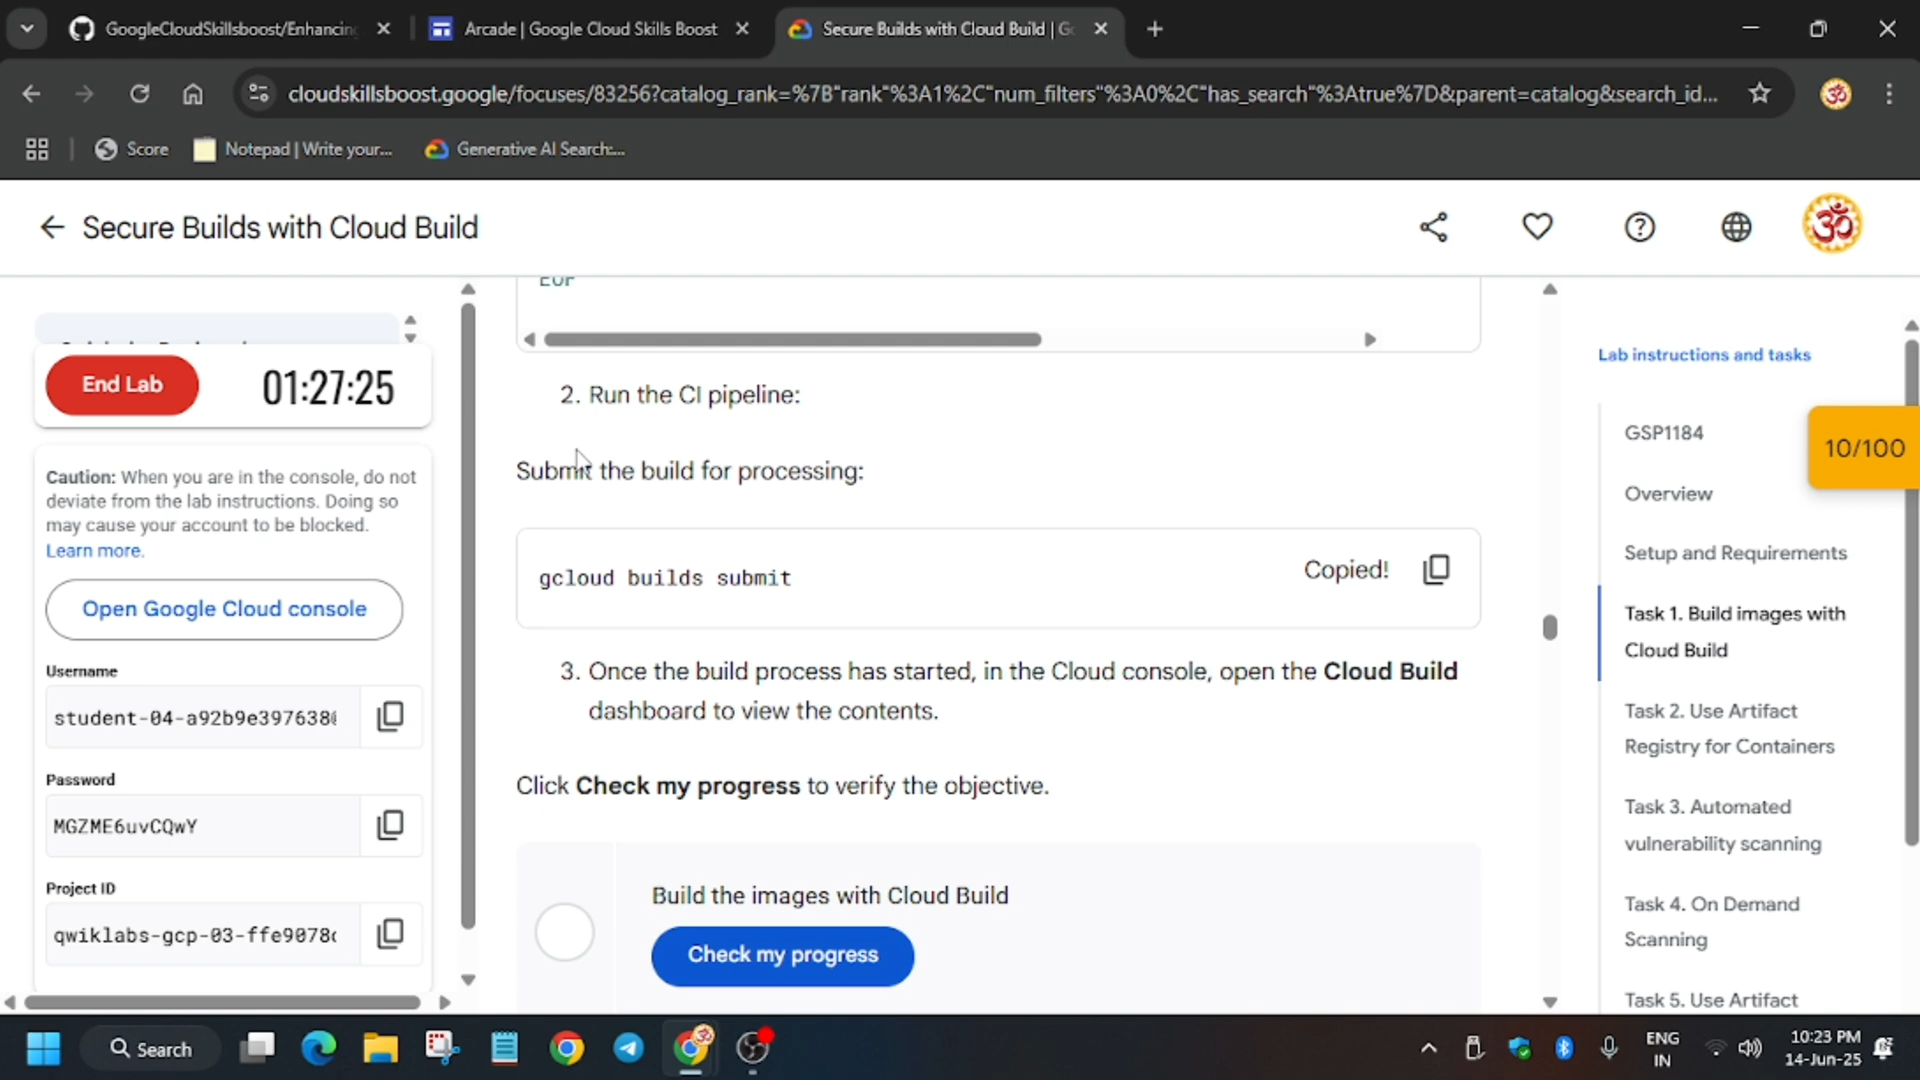 GoogleCloudSkillsboost/Enhancing
Arcade | Google Cloud Skills Boost
Secure Builds with Cloud Build | Go
cloudskillsboost.google/focuses/83256?catalog_rank=%7B"rank"%3A1%2C"num_filters"%3A0%2C"has_search"%3Atrue%7D&parent=catalog&search_id...
Score
Notepad | Write your...
Generative AI Search:...
Secure Builds with Cloud Build
EOF
End Lab
01:27:25
Caution: When you are in the console, do not
deviate from the lab instructions. Doing so
may cause your account to be blocked.
Learn more.
Open Google Cloud console
Username
student-04-a92b9e397638
Password
MGZME6uvCQwY
Project ID
qwiklabs-gcp-03-ffe9078
2. Run the CI pipeline:
Submit the build for processing:
gcloud builds submit
Copied!
3. Once the build process has started, in the Cloud console, open the Cloud Build
dashboard to view the contents.
Click Check my progress to verify the objective.
Build the images with Cloud Build
Check my progress
Lab instructions and tasks
GSP1184
10/100
Overview
Setup and Requirements
Task 1. Build images with
Cloud Build
Task 2. Use Artifact
Registry for Containers
Task 3. Automated
vulnerability scanning
Task 4. On Demand
Scanning
Task 5. Use Artifact
Search
ENG
IN
10:23 PM
14-Jun-25